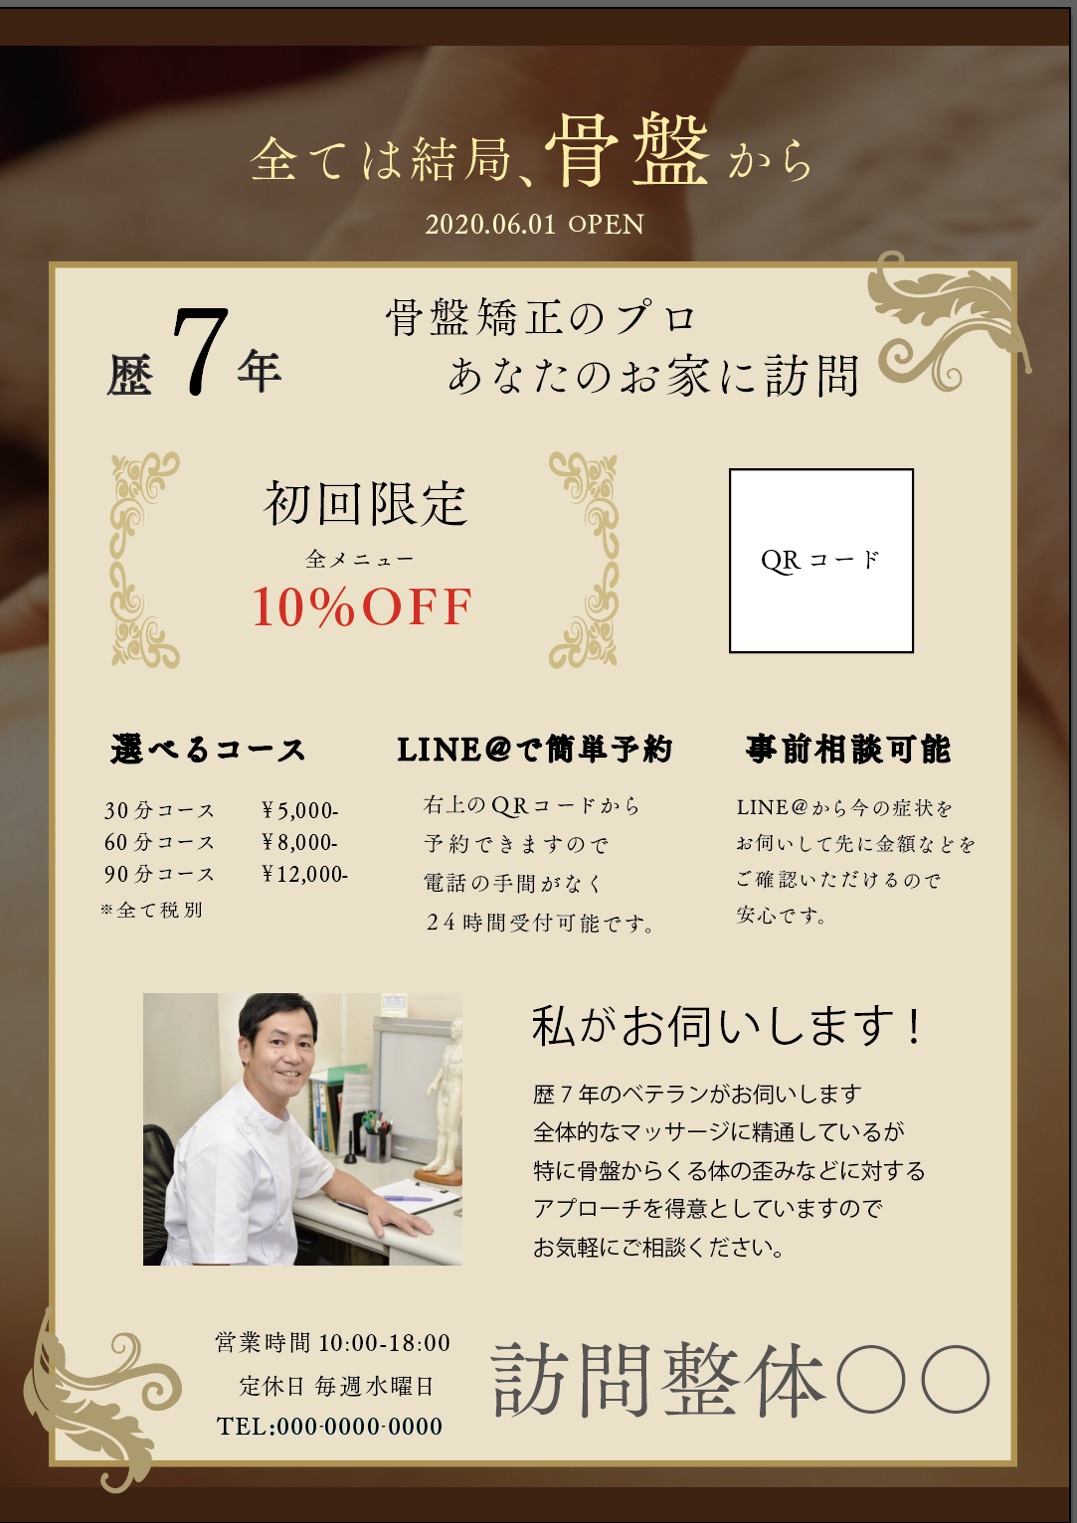 全ては結局、骨盤から
2020.06.01 OPEN
歴7年
骨盤矯正のプロ
あなたのお家に訪問
初回限定
全メニュー
10%OFF
QRコード
選べるコース
30分コース ¥5,000-
60分コース ¥8,000-
90分コース ¥12,000-
※全て税別
LINE@で簡単予約
右上のQRコードから
予約できますので
電話の手間がなく
24時間受付可能です。
事前相談可能
LINE@から今の症状を
お伺いして先に金額などを
ご確認いただけるので
安心です。
私がお伺いします！
歴7年のベテランがお伺いします
全体的なマッサージに精通しているが
特に骨盤からくる体の歪みなどに対する
アプローチを得意としていますので
お気軽にご相談ください。
営業時間 10:00-18:00
定休日 毎週水曜日
TEL:000-0000-0000
訪問整体〇〇